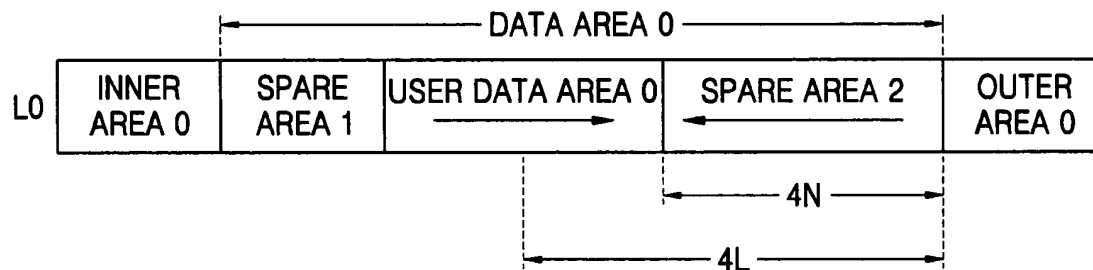 DATA AREA 0
L0
INNER
AREA 0
SPARE
AREA 1
USER DATA AREA 0
SPARE AREA 2
OUTER
AREA 0
4N
4L